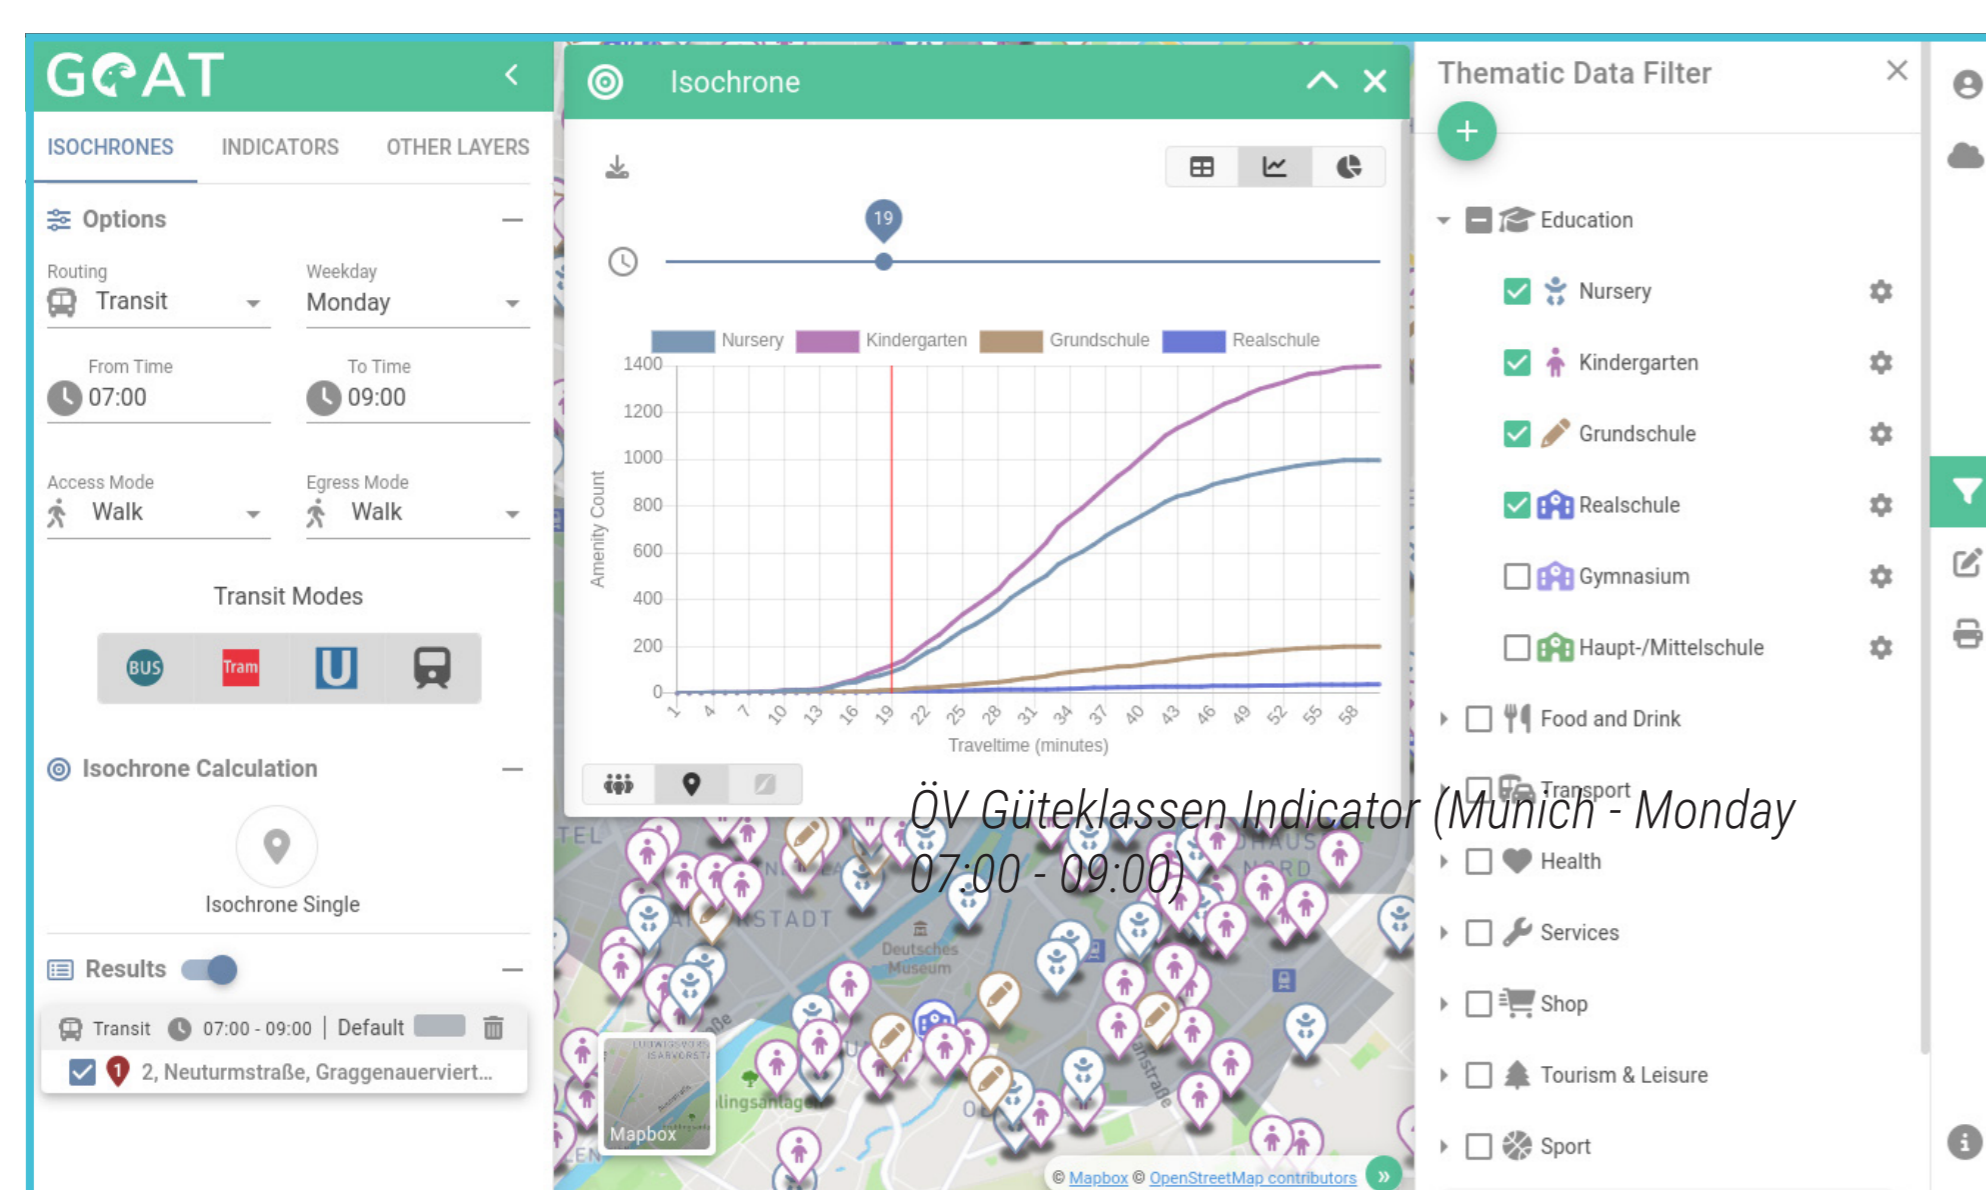 GOAT
ISOCHRONES INDICATORS OTHER LAYERS
Options
Routing Weekday
Transit Monday
From Time To Time
07:00 09:00
Access Mode Egress Mode
Walk Walk
Transit Modes
BUS Tram U
Isochrone Calculation
Isochrone Single
Results
Transit 07:00 - 09:00 | Default
1 2, Neuturmstraße, Graggenauerviert...
Isochrone
19
Nursery Kindergarten Grundschule Realschule
1400
1200
1000
800
600
400
200
0
Amenity Count
1 4 7 10 13 16 19 22 25 28 31 34 37 40 43 46 49 52 55 58
Traveltime (minutes)
ÖV Güteklassen Indicator (Munich - Monday
07:00 - 09:00)
NORD
STADT
Deutsches
Museum
Mapbox
© Mapbox © OpenStreetMap contributors
Thematic Data Filter
Education
Nursery
Kindergarten
Grundschule
Realschule
Gymnasium
Haupt-/Mittelschule
Food and Drink
Transport
Health
Services
Shop
Tourism & Leisure
Sport